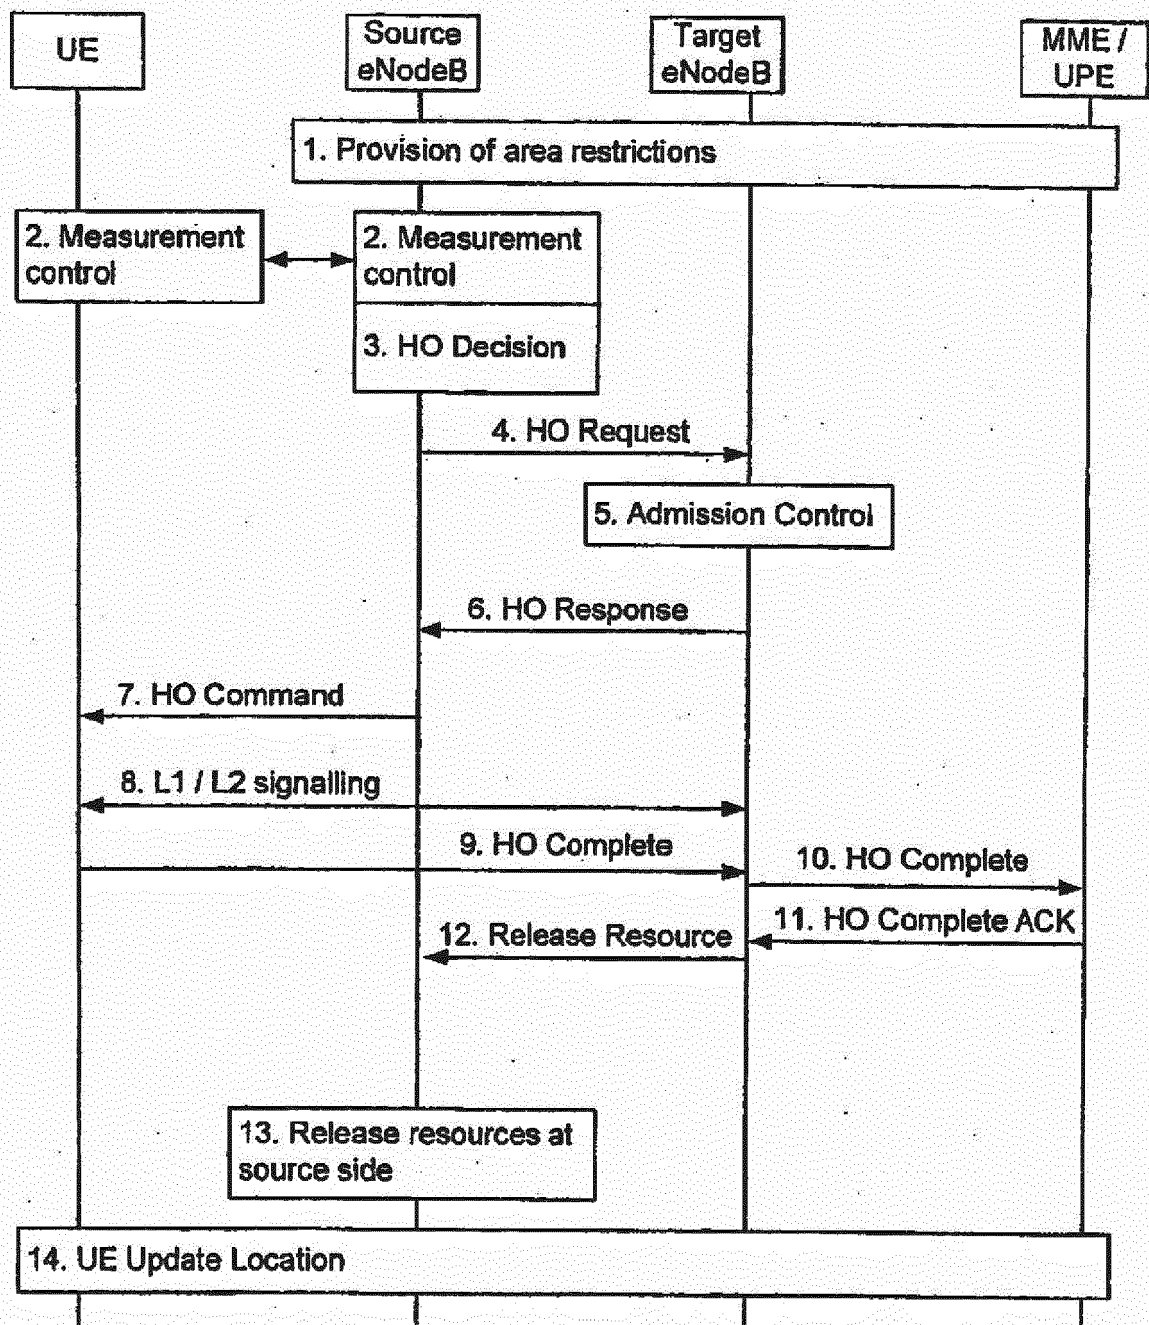 UE
Source
eNodeB
Target
eNodeB
MME /
UPE
1. Provision of area restrictions
2. Measurement
control
2. Measurement
control
3. HO Decision
4. HO Request
5. Admission Control
6. HO Response
7. HO Command
8. L1 / L2 signalling
9. HO Complete
10. HO Complete
11. HO Complete ACK
12. Release Resource
13. Release resources at
source side
14. UE Update Location